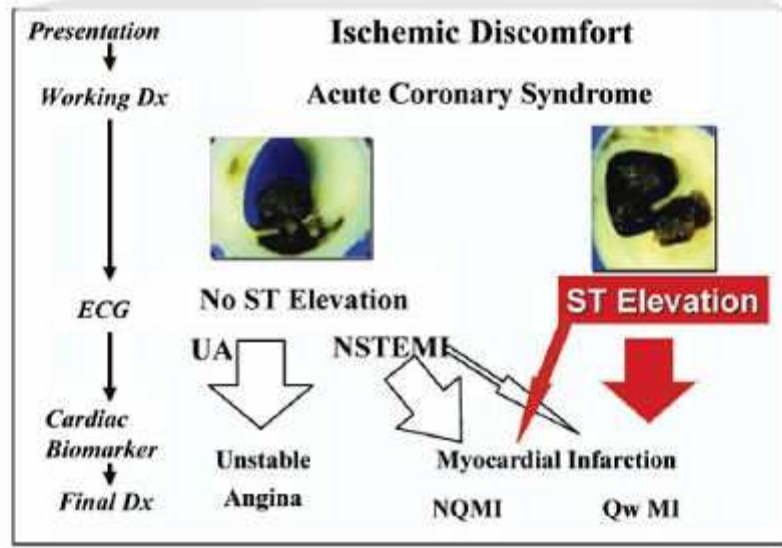 Presentation
Ischemic Discomfort
Working Dx
Acute Coronary Syndrome
ECG
No ST Elevation
ST Elevation
UA
NSTEMI
Cardiac
Biomarker
Unstable
Angina
Myocardial Infarction
Final Dx
NQMI
Qw MI